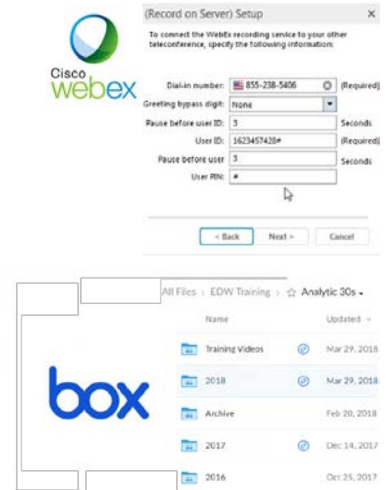 (Record on Server) Setup
To connect the WebEx recording service to your other
teleconference, specify the following information:
Cisco
webex
Dial-in number: 855-238-5406 (Required)
Greeting bypass digit: None
Pause before user ID: 3 Seconds
User ID: 1623457428# (Required)
Pause before user 3 Seconds
User PIN: #
< Back Next > Cancel
All Files › EDW Training › Analytic 30s
Name Updated
Training Videos Mar 29, 2018
box
2018 Mar 29, 2018
Archive Feb 20, 2018
2017 Dec 14, 2017
2016 Oct 25, 2017